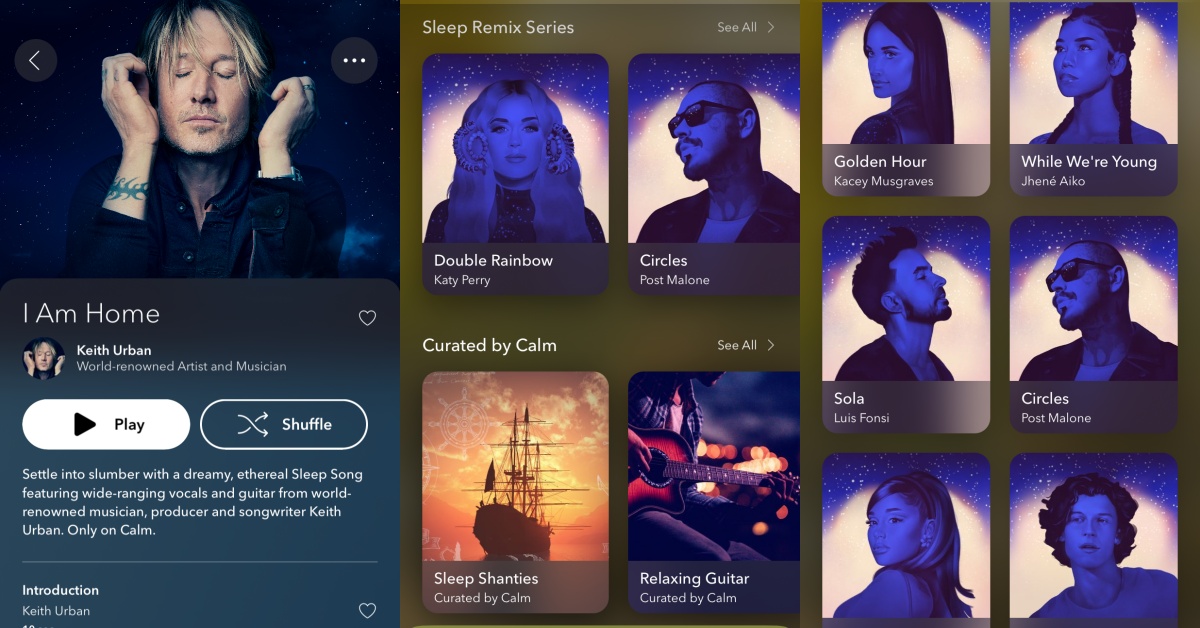 I Am Home
Keith Urban
World-renowned Artist and Musician
Play
Shuffle
Settle into slumber with a dreamy, ethereal Sleep Song
featuring wide-ranging vocals and guitar from world-
renowned musician, producer and songwriter Keith
Urban. Only on Calm.
Introduction
Keith Urban
Sleep Remix Series
See All
Double Rainbow
Katy Perry
Circles
Post Malone
Curated by Calm
See All
Sleep Shanties
Curated by Calm
Relaxing Guitar
Curated by Calm
Golden Hour
Kacey Musgraves
While We're Young
Jhené Aiko
Sola
Luis Fonsi
Circles
Post Malone